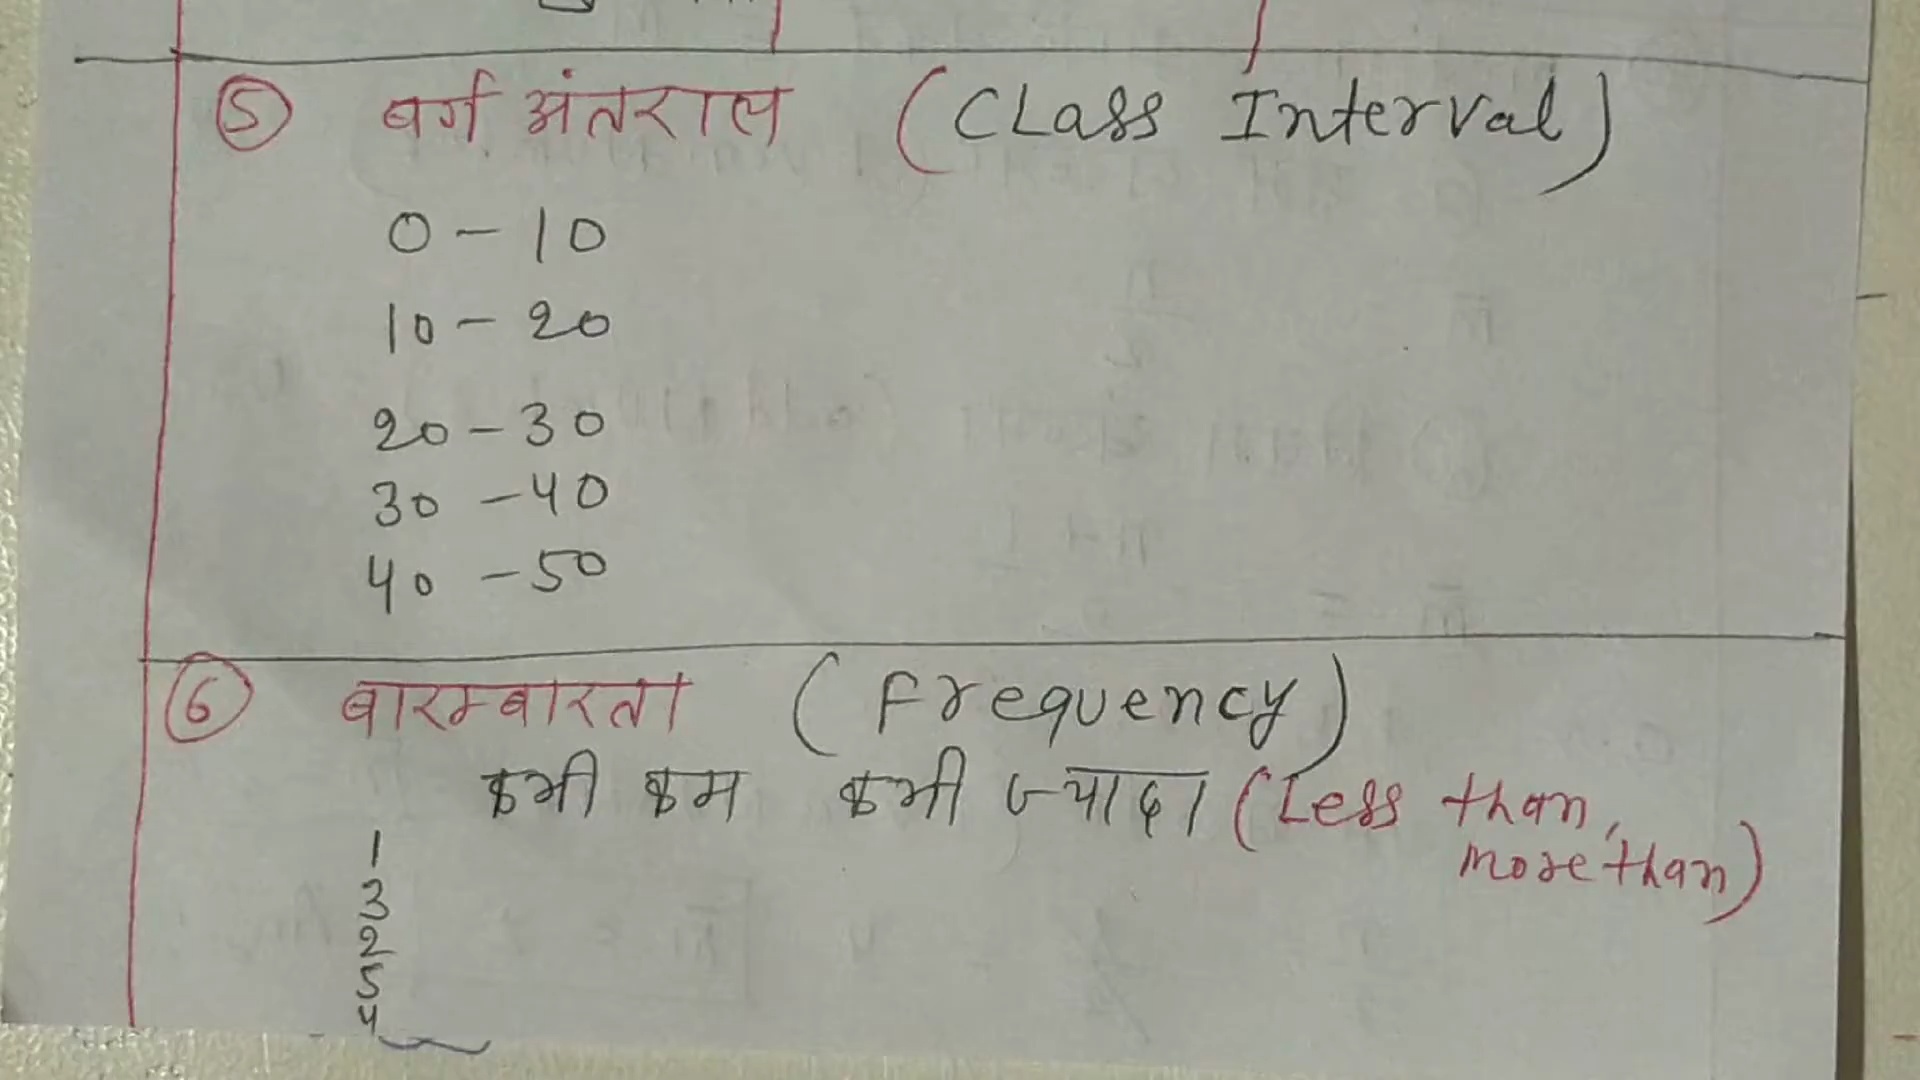 ⑤ वर्ग अंतराल (CLass Interval)
0 - 10
10 - 20
20 - 30
30 - 40
40 - 50
⑥ बारम्बारता (Frequency)
कभी कम कभी ज्यादा (Less than,
more than)
1
3
2
5
4